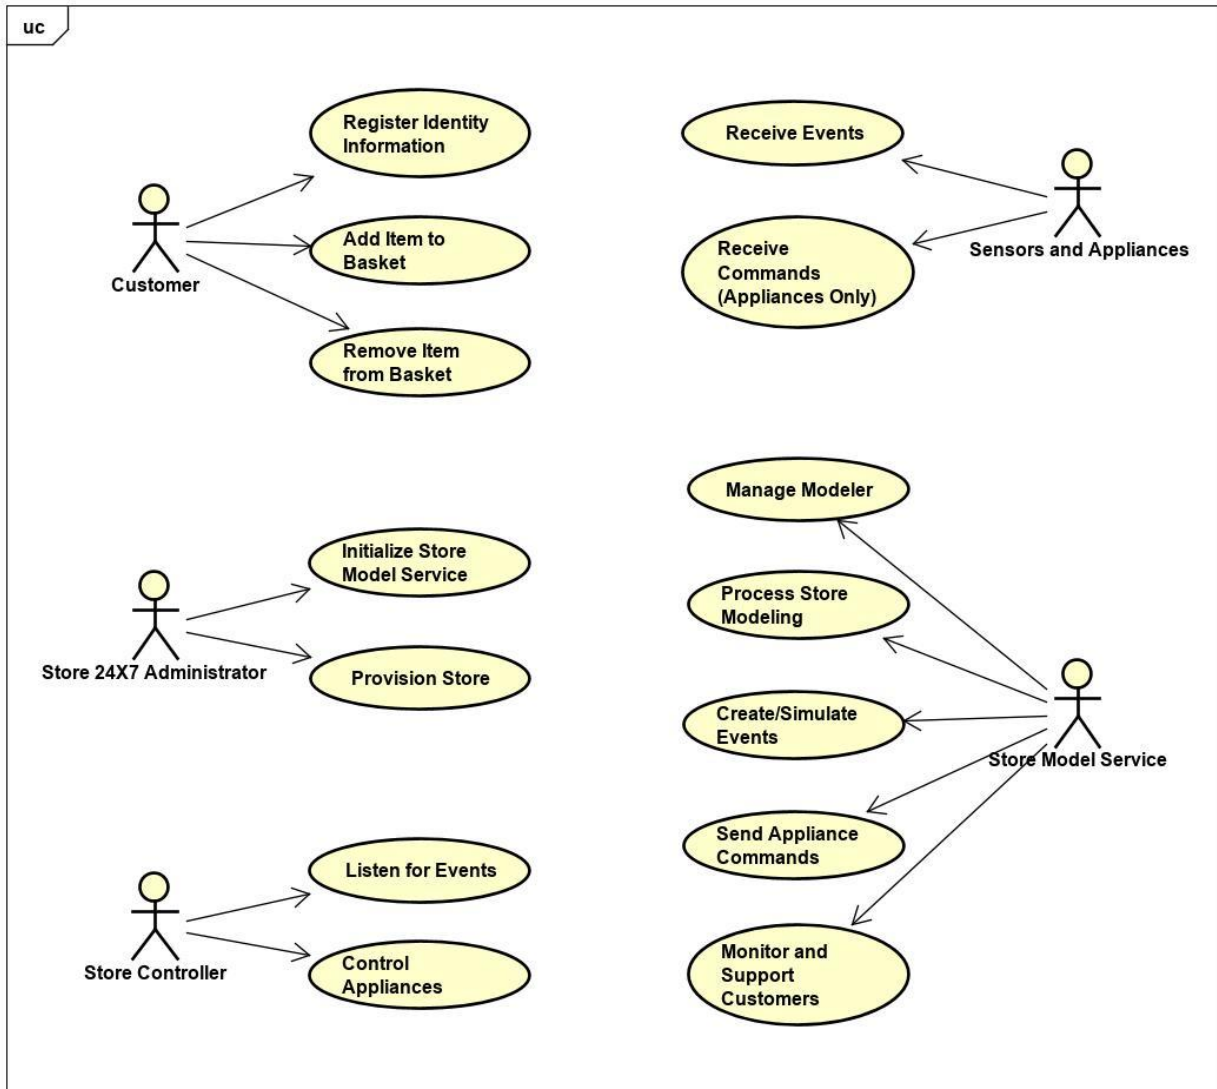 uc
Register Identity
Information
Add Item to
Basket
Customer
Remove Item
from Basket
Receive Events
Receive
Commands
(Appliances Only)
Sensors and Appliances
Initialize Store
Model Service
Store 24X7 Administrator
Provision Store
Manage Modeler
Process Store
Modeling
Create/Simulate
Events
Store Model Service
Send Appliance
Commands
Monitor and
Support
Customers
Listen for Events
Store Controller
Control
Appliances